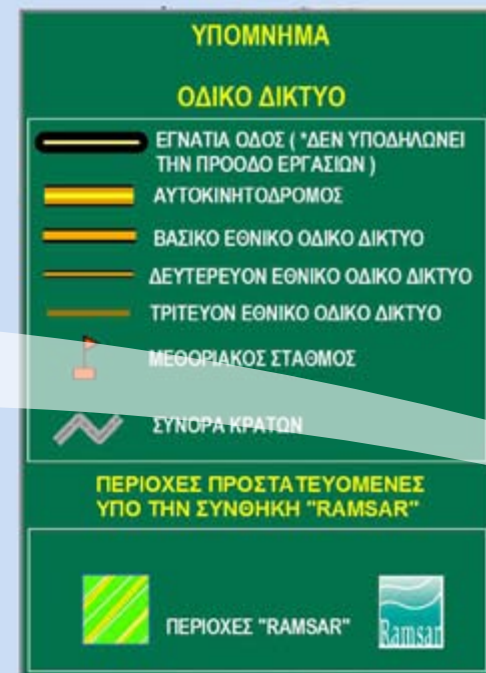 ΥΠΟΜΝΗΜΑ
ΟΔΙΚΟ ΔΙΚΤΥΟ
ΕΓΝΑΤΙΑ ΟΔΟΣ ( *ΔΕΝ ΥΠΟΔΗΛΩΝΕΙ
ΤΗΝ ΠΡΟΟΔΟ ΕΡΓΑΣΙΩΝ )
ΑΥΤΟΚΙΝΗΤΟΔΡΟΜΟΣ
ΒΑΣΙΚΟ ΕΘΝΙΚΟ ΟΔΙΚΟ ΔΙΚΤΥΟ
ΔΕΥΤΕΡΕΥΟΝ ΕΘΝΙΚΟ ΟΔΙΚΟ ΔΙΚΤΥΟ
ΤΡΙΤΕΥΟΝ ΕΘΝΙΚΟ ΟΔΙΚΟ ΔΙΚΤΥΟ
ΜΕΘΟΡΙΑΚΟΣ ΣΤΑΘΜΟΣ
ΣΥΝΟΡΑ ΚΡΑΤΩΝ
ΠΕΡΙΟΧΕΣ ΠΡΟΣΤΑΤΕΥΟΜΕΝΕΣ
ΥΠΟ ΤΗΝ ΣΥΝΘΗΚΗ "RAMSAR"
ΠΕΡΙΟΧΕΣ "RAMSAR"
Ramsar